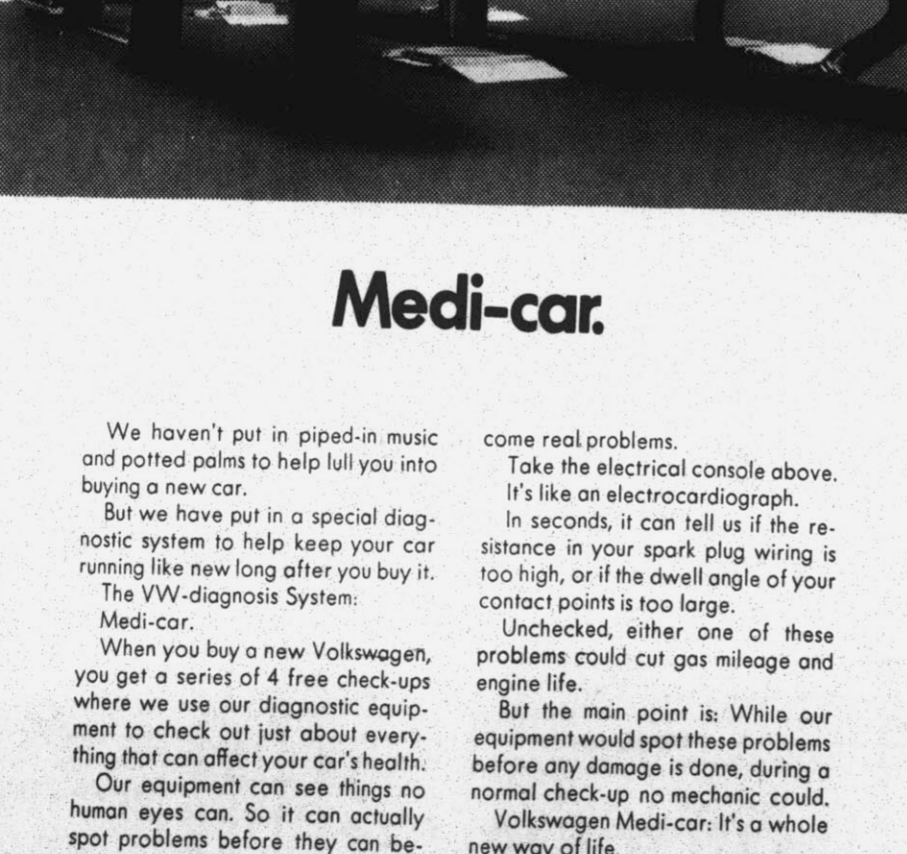 Medi-car.
We haven't put in piped-in music
and potted palms to help lull you into
buying a new car.
But we have put in a special diag-
nostic system to help keep your car
running like new long after you buy it.
The VW-diagnosis System:
Medi-car.
When you buy a new Volkswagen,
you get a series of 4 free check-ups
where we use our diagnostic equip-
ment to check out just about every-
thing that can affect your car's health.
Our equipment can see things no
human eyes can. So it can actually
spot problems before they can be-
come real problems.
Take the electrical console above.
It's like an electrocardiograph.
In seconds, it can tell us if the re-
sistance in your spark plug wiring is
too high, or if the dwell angle of your
contact points is too large.
Unchecked, either one of these
problems could cut gas mileage and
engine life.
But the main point is: While our
equipment would spot these problems
before any damage is done, during a
normal check-up no mechanic could.
Volkswagen Medi-car: It's a whole
new way of life.